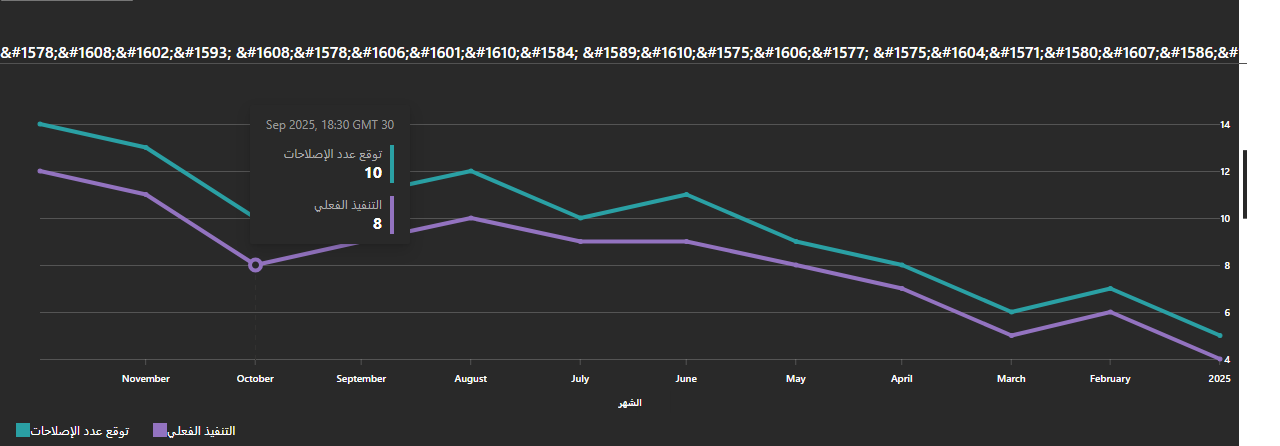 &#1578;&#1608;&#1602;&#1593; &#1608;&#1578;&#1606;&#1601;&#1610;&#1584; &#1589;&#1610;&#1575;&#1606;&#1577; &#1575;&#1604;&#1571;&#1580;&#1607;&#1586;&#
Sep 2025, 18:30 GMT 30
توقع عدد الإصلاحات
10
التنفيذ الفعلي
8
14
12
10
8
6
4
November October September August July June May April March February 2025
الشهر
توقع عدد الإصلاحات التنفيذ الفعلي